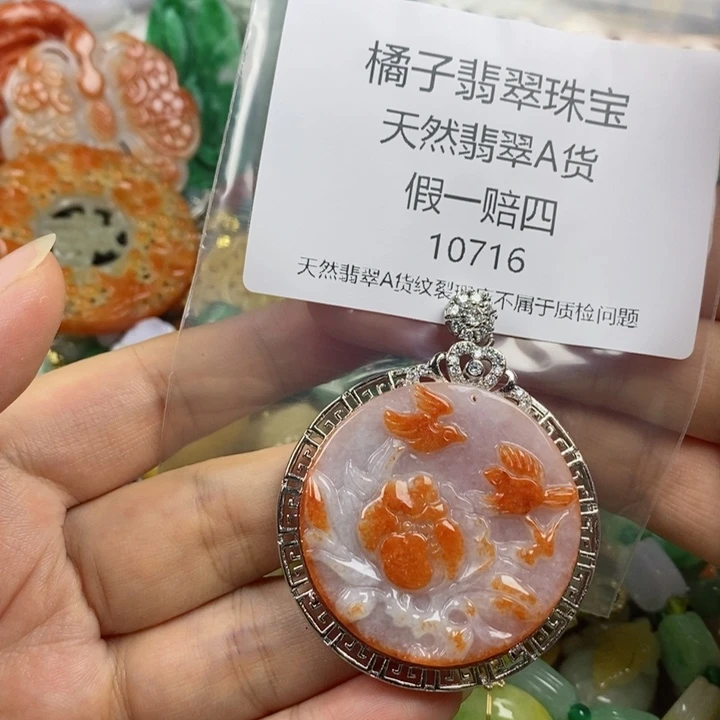 橘子翡翠珠宝
天然翡翠A货
假一赔四
10716
天然翡翠A货纹裂 不属于质检问题